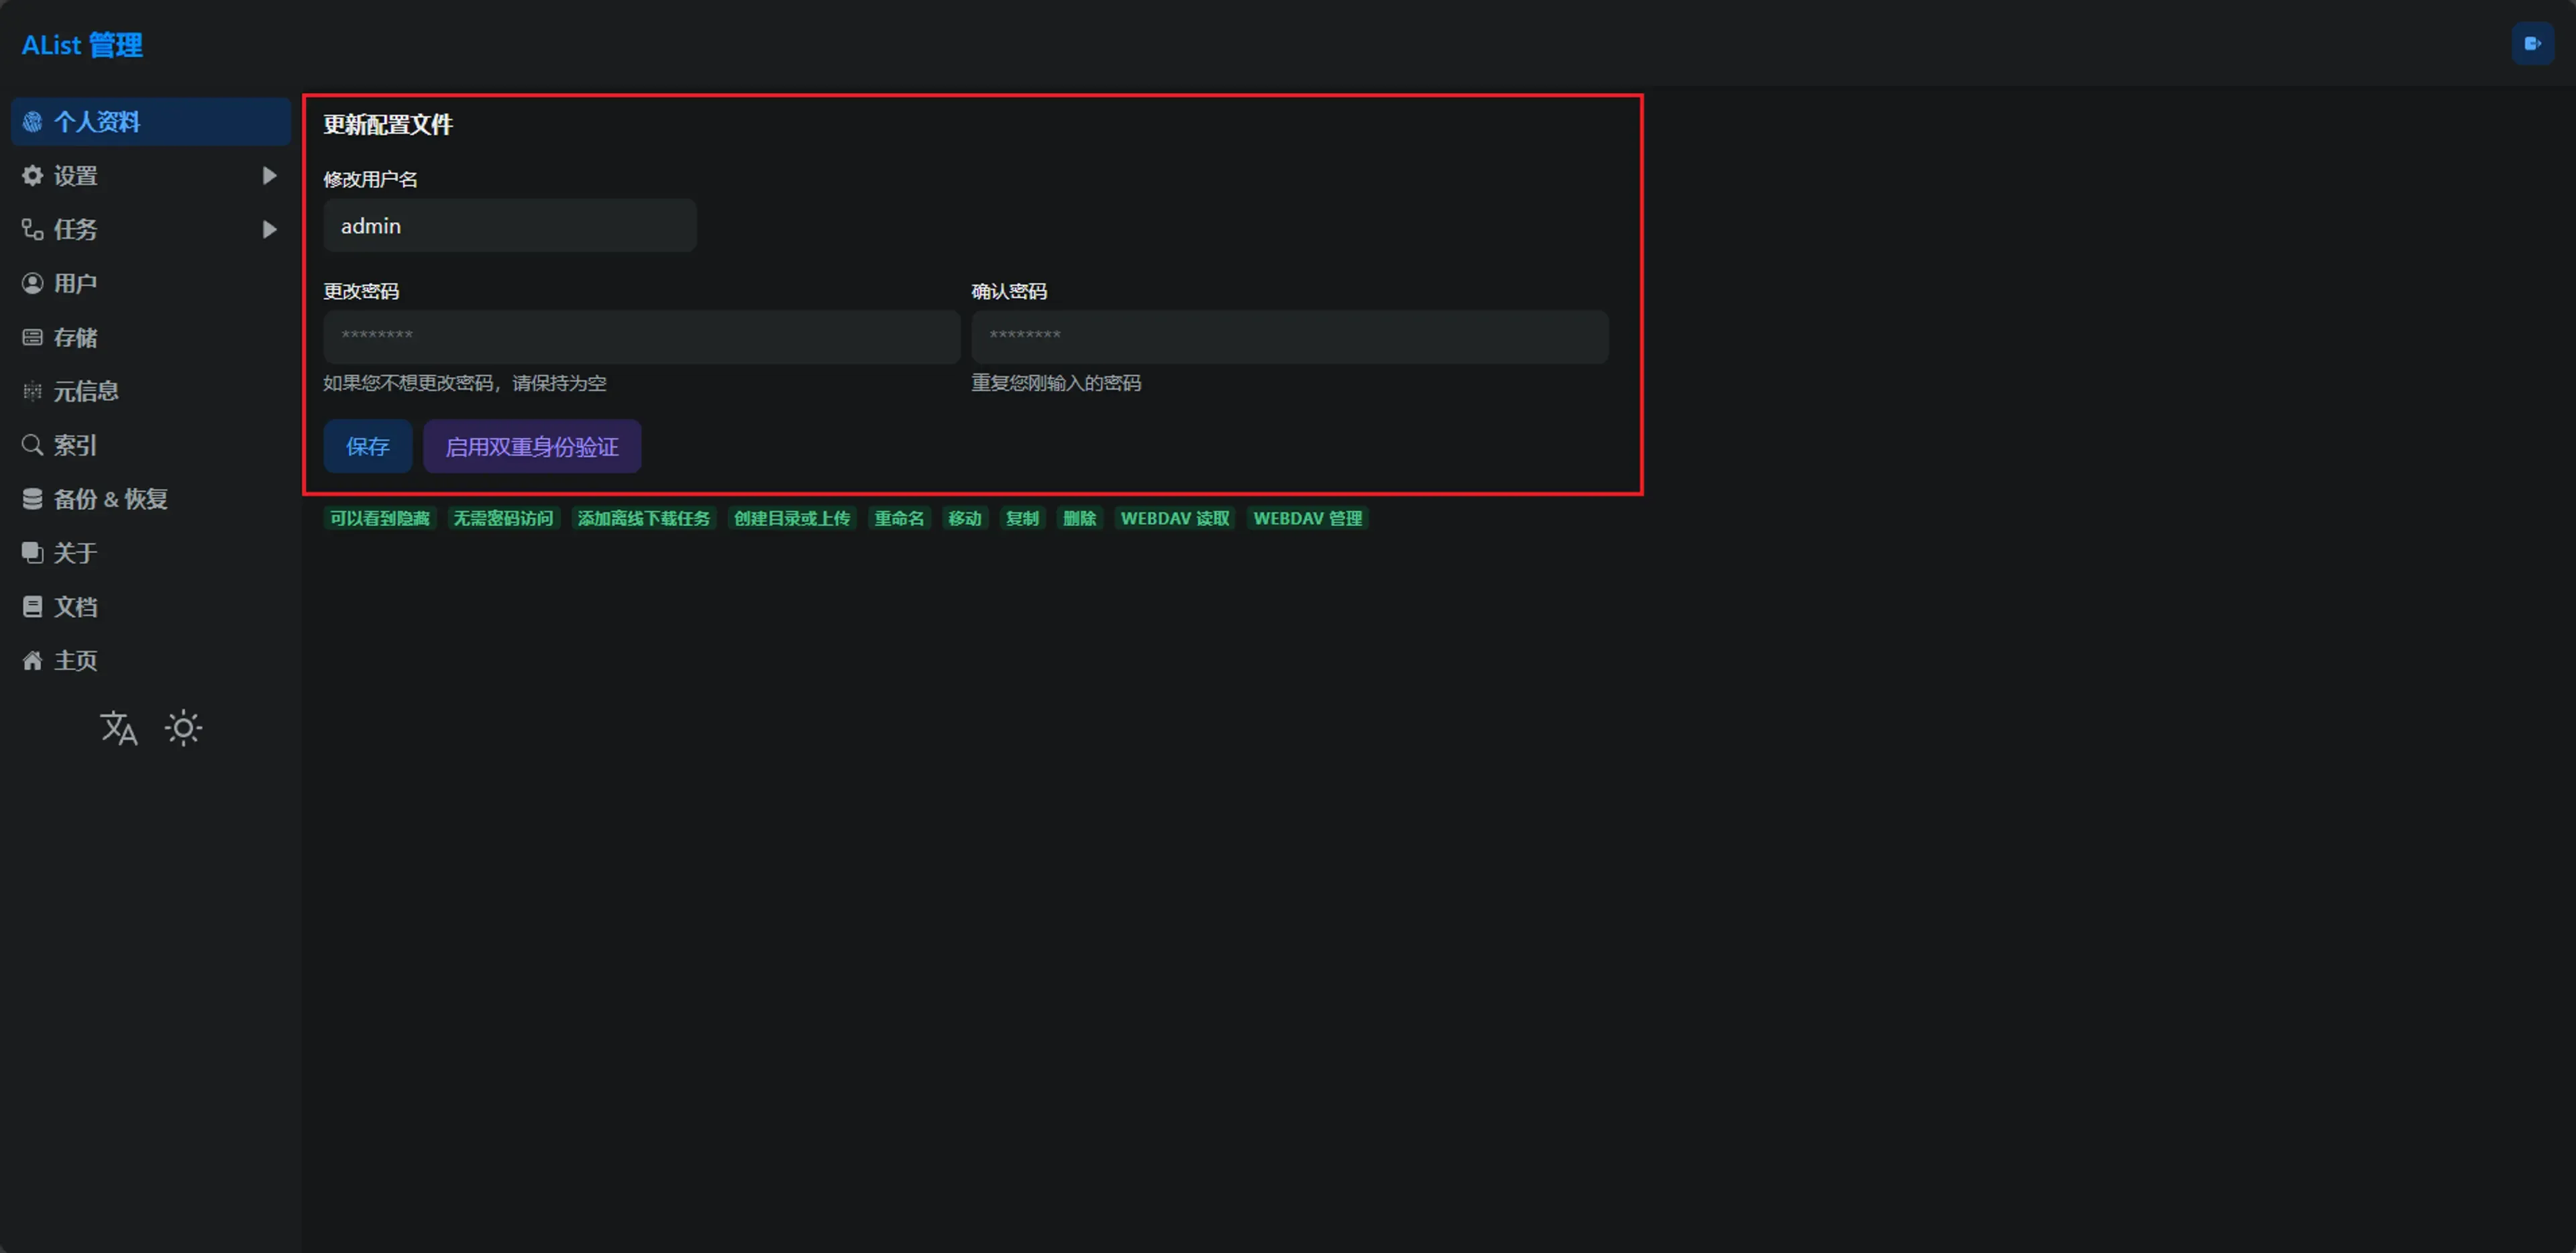 AList 管理
个人资料
设置
任务
用户
存储
元信息
索引
备份 & 恢复
关于
文档
主页
更新配置文件
修改用户名
admin
更改密码
********
如果您不想更改密码，请保持为空
确认密码
********
重复您刚输入的密码
保存 启用双重身份验证
可以看到隐藏 无需密码访问 添加离线下载任务 创建目录或上传 重命名 移动 复制 删除 WEBDAV 读取 WEBDAV 管理